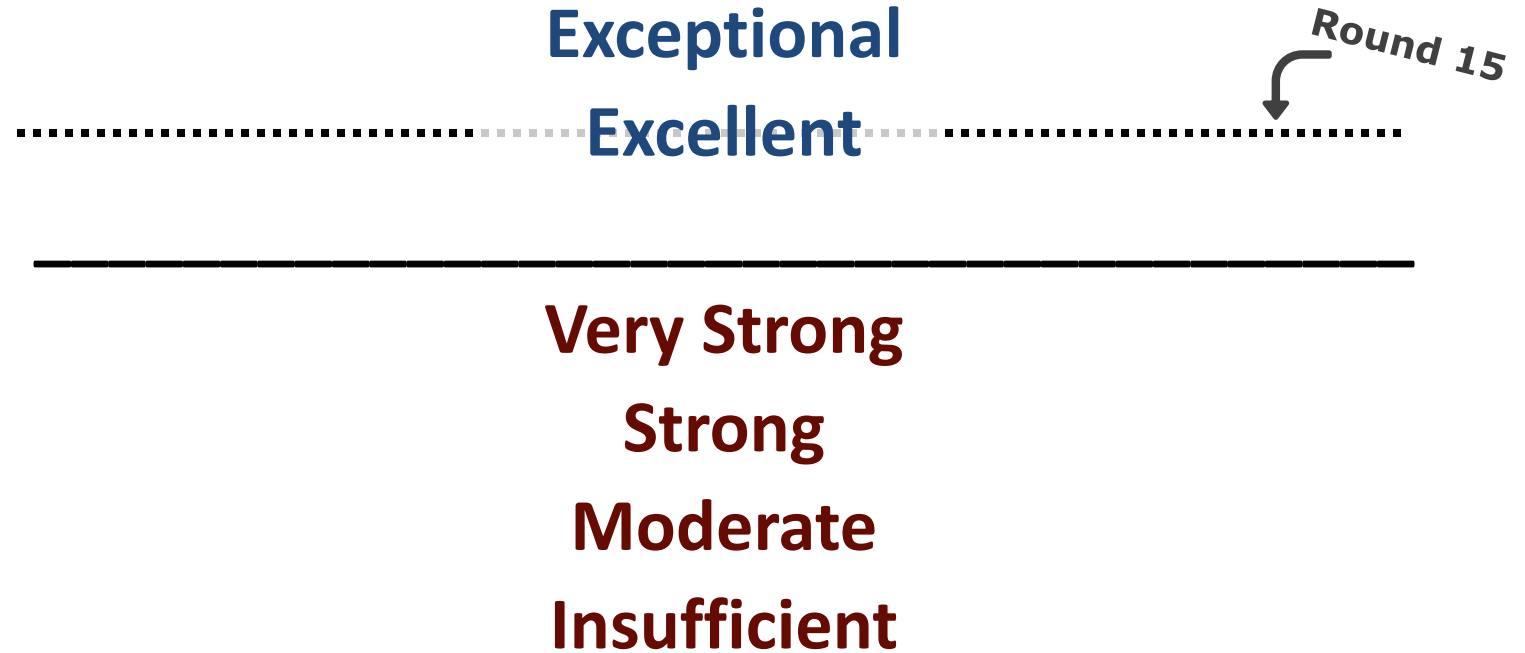 Exceptional
Round 15
Excellent
Very Strong
Strong
Moderate
Insufficient